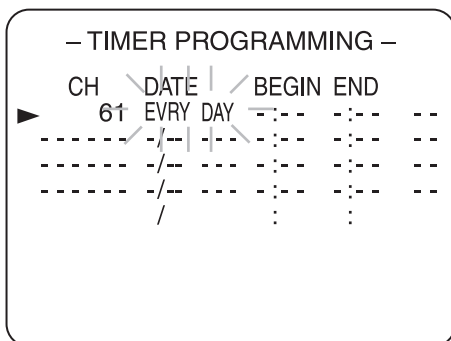 – TIMER PROGRAMMING –
CH DATE BEGIN END
► 61 EVRY DAY -:-- -:-- --
------ -/-- --- -:-- -:-- --
------ -/-- --- -:-- -:-- --
------ -/-- --- -:-- -:-- --
/ : :